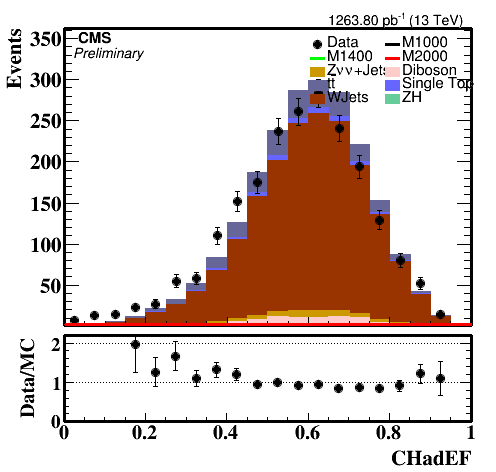 1263.80 pb⁻¹ (13 TeV)
CMS
Preliminary
Data
M1000
M1400
M2000
Zνν+Jets
Diboson
tt
Single Top
WJets
ZH
Events
350
300
250
200
150
100
50
Data/MC
2
1
0
0 0.2 0.4 0.6 0.8 1
CHadEF